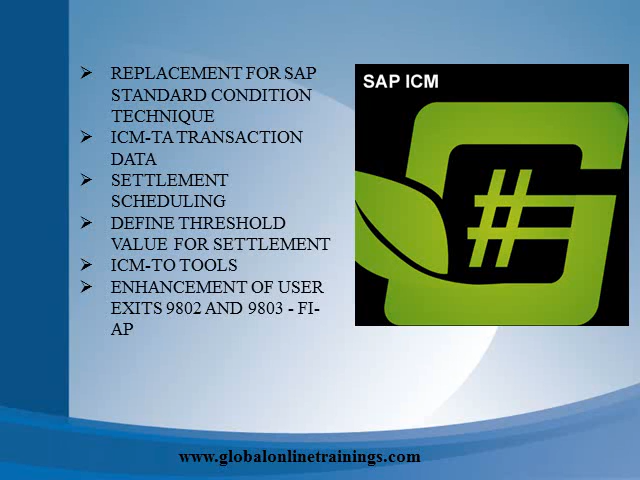 REPLACEMENT FOR SAP
STANDARD CONDITION
TECHNIQUE
ICM-TA TRANSACTION
DATA
SETTLEMENT
SCHEDULING
DEFINE THRESHOLD
VALUE FOR SETTLEMENT
ICM-TO TOOLS
ENHANCEMENT OF USER
EXITS 9802 AND 9803 - FI-
AP
SAP ICM
#
www.globalonlinetrainings.com